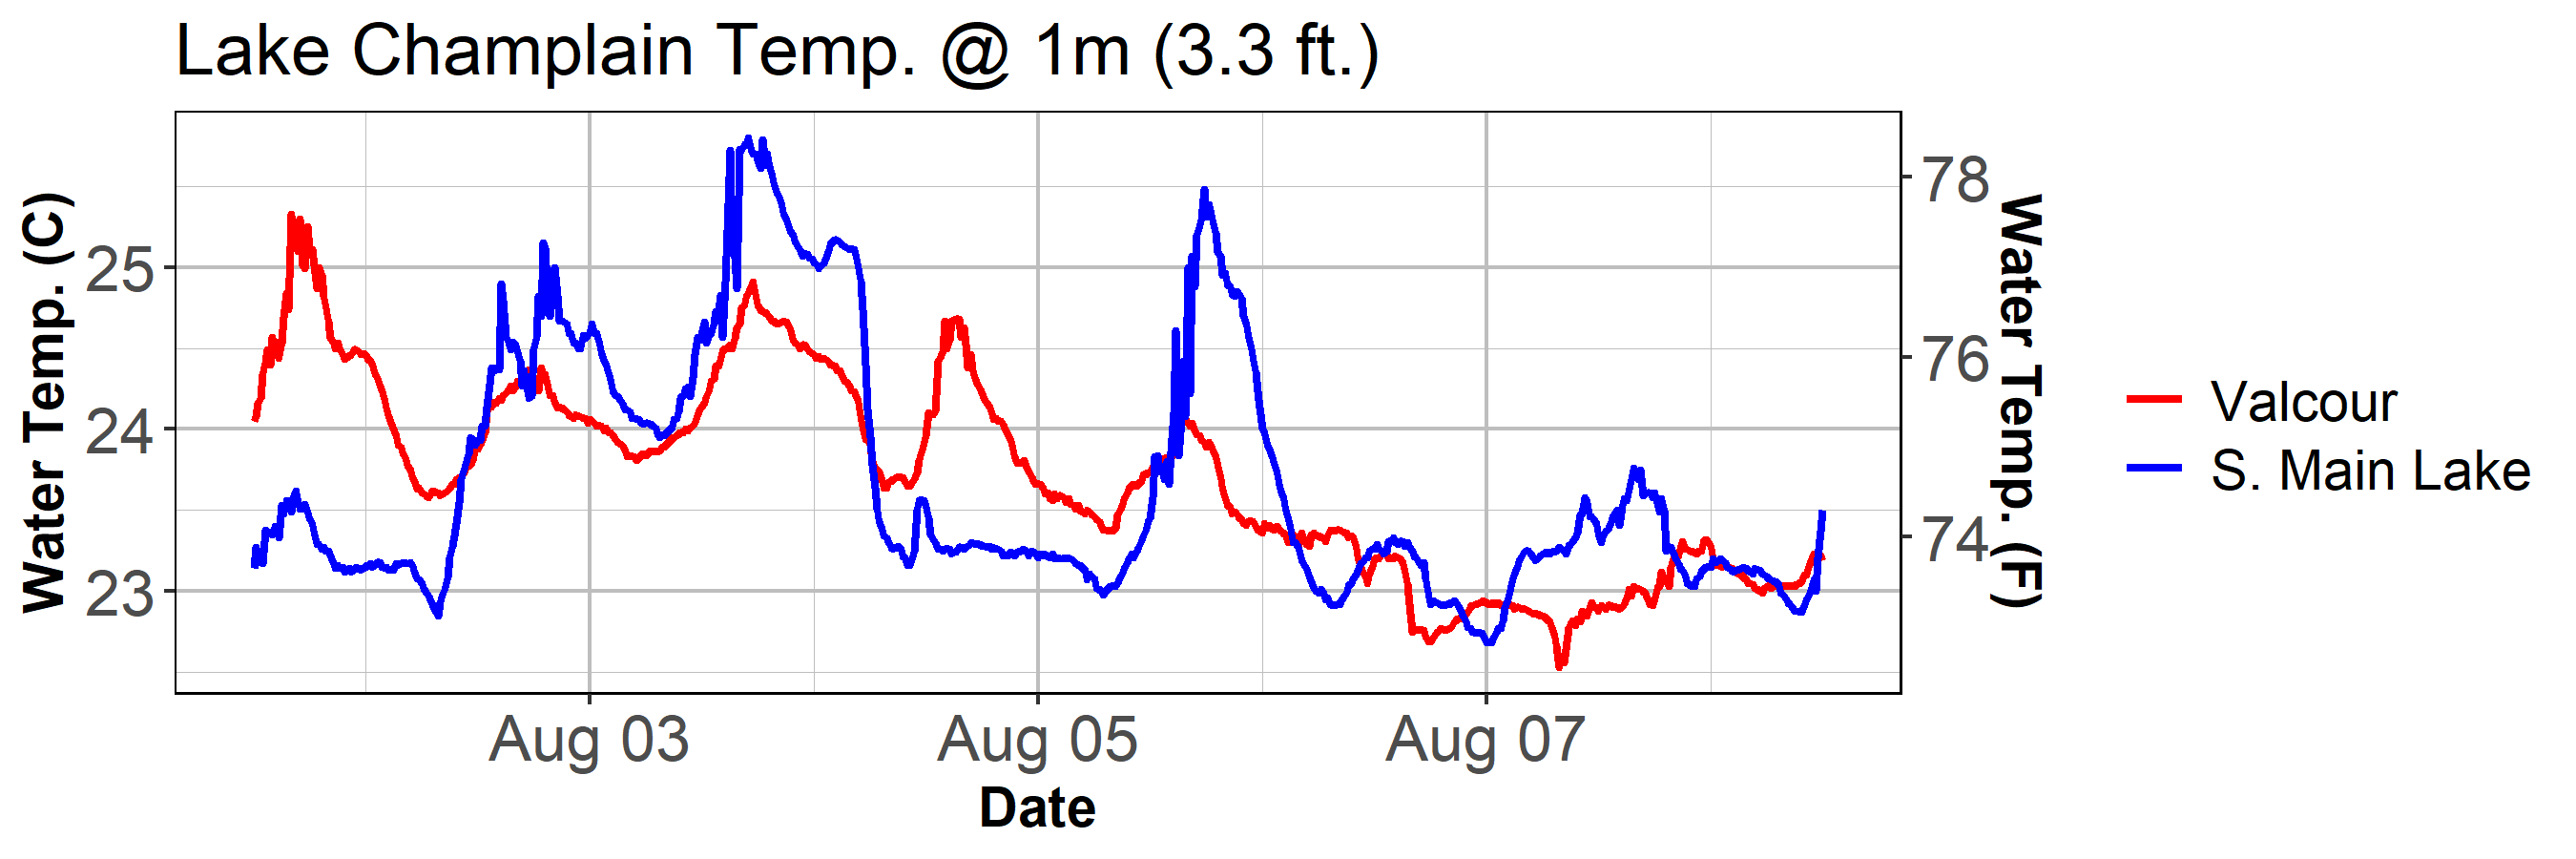 Lake Champlain Temp. @ 1m (3.3 ft.)
Water Temp. (C)
25
24
23
78
76
74
Water Temp. (F)
Aug 03
Aug 05
Aug 07
Date
Valcour
S. Main Lake